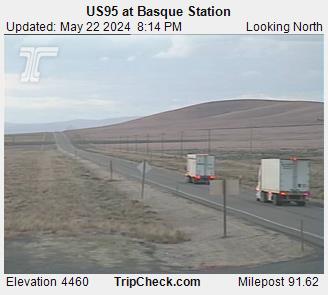 US95 at Basque Station
Updated: May 22 2024 8:14 PM Looking North
Elevation 4460 TripCheck.com Milepost 91.62